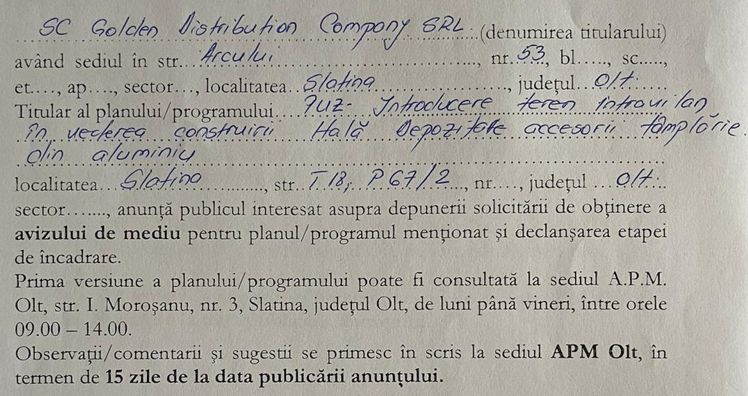 SC Golden Distribution Company SRL (denumirea titularului)
având sediul în str. Arcului ........................................., nr. 53, bl....., sc.....,
et...., ap...., sector..., localitatea Slatina ........................, județul Olt......
Titular al planului/programului.... PUZ- Introducere teren intravilan
în vederea construirii Hală Depozitare accesorii tâmplărie
din aluminiu ..............................................................
localitatea... Slatina .........., str.. T.18, P 67/2 ..., nr...., județul ... Olt...
sector......., anunță publicul interesat asupra depunerii solicitării de obținere a
avizului de mediu pentru planul/programul menționat și declanșarea etapei
de încadrare.
Prima versiune a planului/programului poate fi consultată la sediul A.P.M.
Olt, str. I. Moroșanu, nr. 3, Slatina, județul Olt, de luni până vineri, între orele
09.00 – 14.00.
Observații/comentarii și sugestii se primesc în scris la sediul APM Olt, în
termen de 15 zile de la data publicării anunțului.